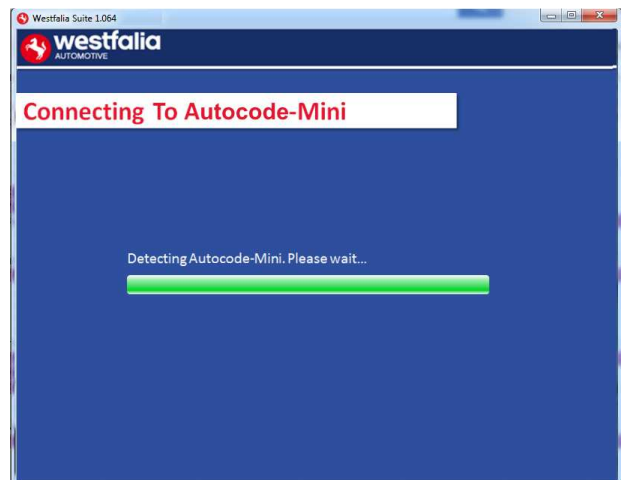 Westfalia Suite 1.064
westfalia
AUTOMOTIVE
Connecting To Autocode-Mini
Detecting Autocode-Mini. Please wait...